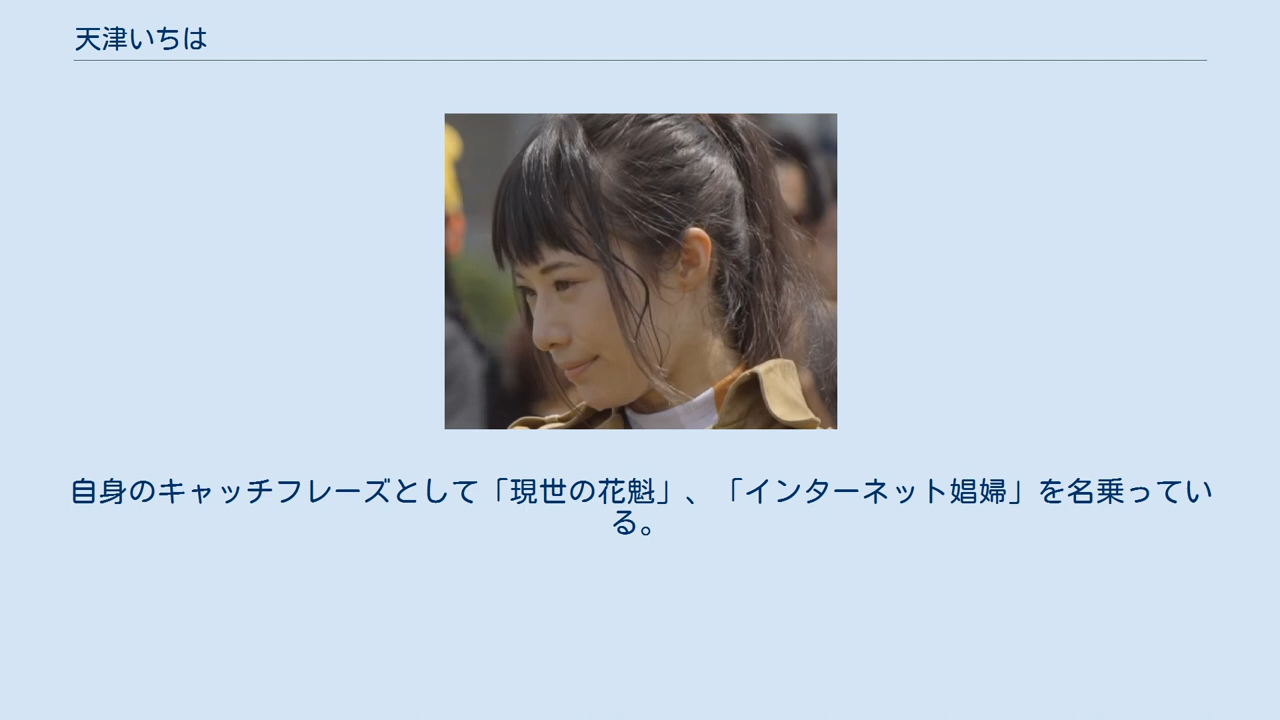 天津いちは
自身のキャッチフレーズとして「現世の花魁」、「インターネット娼婦」を名乗ってい
る。